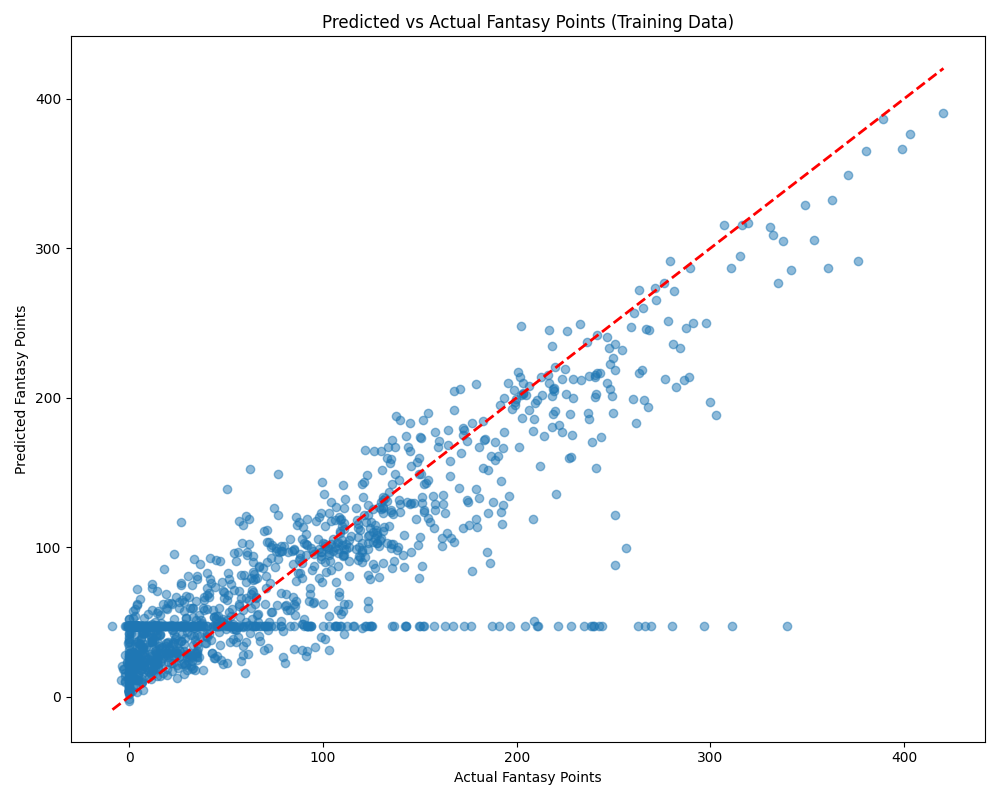 Predicted vs Actual Fantasy Points (Training Data)
Predicted Fantasy Points
400
300
200
100
0
0 100 200 300 400
Actual Fantasy Points